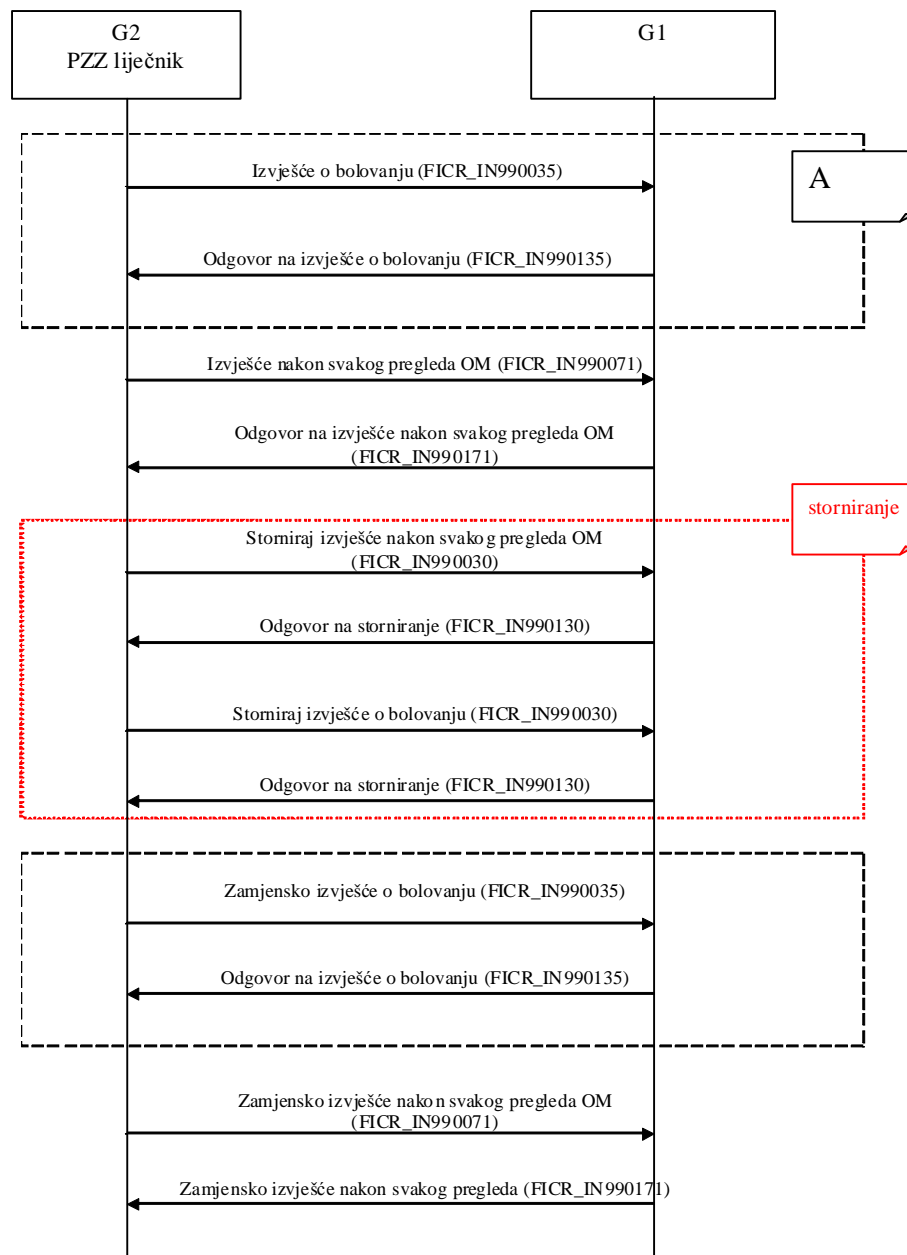 G2
PZZ liječnik
G1
Izvješće o bolovanju (FICR_IN990035)
A
Odgovor na izvješće o bolovanju (FICR_IN990135)
Izvješće nakon svakog pregleda OM (FICR_IN990071)
Odgovor na izvješće nakon svakog pregleda OM
(FICR_IN990171)
storniranje
Storniraj izvješće nakon svakog pregleda OM
(FICR_IN990030)
Odgovor na storniranje (FICR_IN990130)
Storniraj izvješće o bolovanju (FICR_IN990030)
Odgovor na storniranje (FICR_IN990130)
Zamjensko izvješće o bolovanju (FICR_IN990035)
Odgovor na izvješće o bolovanju (FICR_IN990135)
Zamjensko izvješće nakon svakog pregleda OM
(FICR_IN990071)
Zamjensko izvješće nakon svakog pregleda (FICR_IN990171)